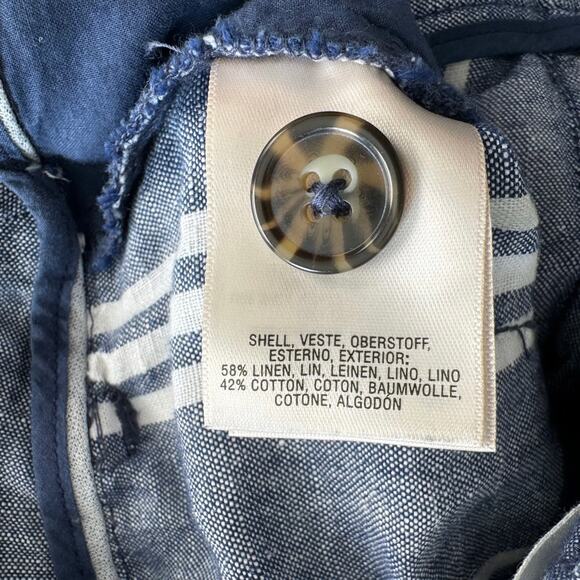 SHELL, VESTE, OBERSTOFF,
ESTERNO, EXTERIOR:
58% LINEN, LIN, LEINEN, LINO, LINO
42% COTTON, COTON, BAUMWOLLE,
COTONE, ALGODÓN